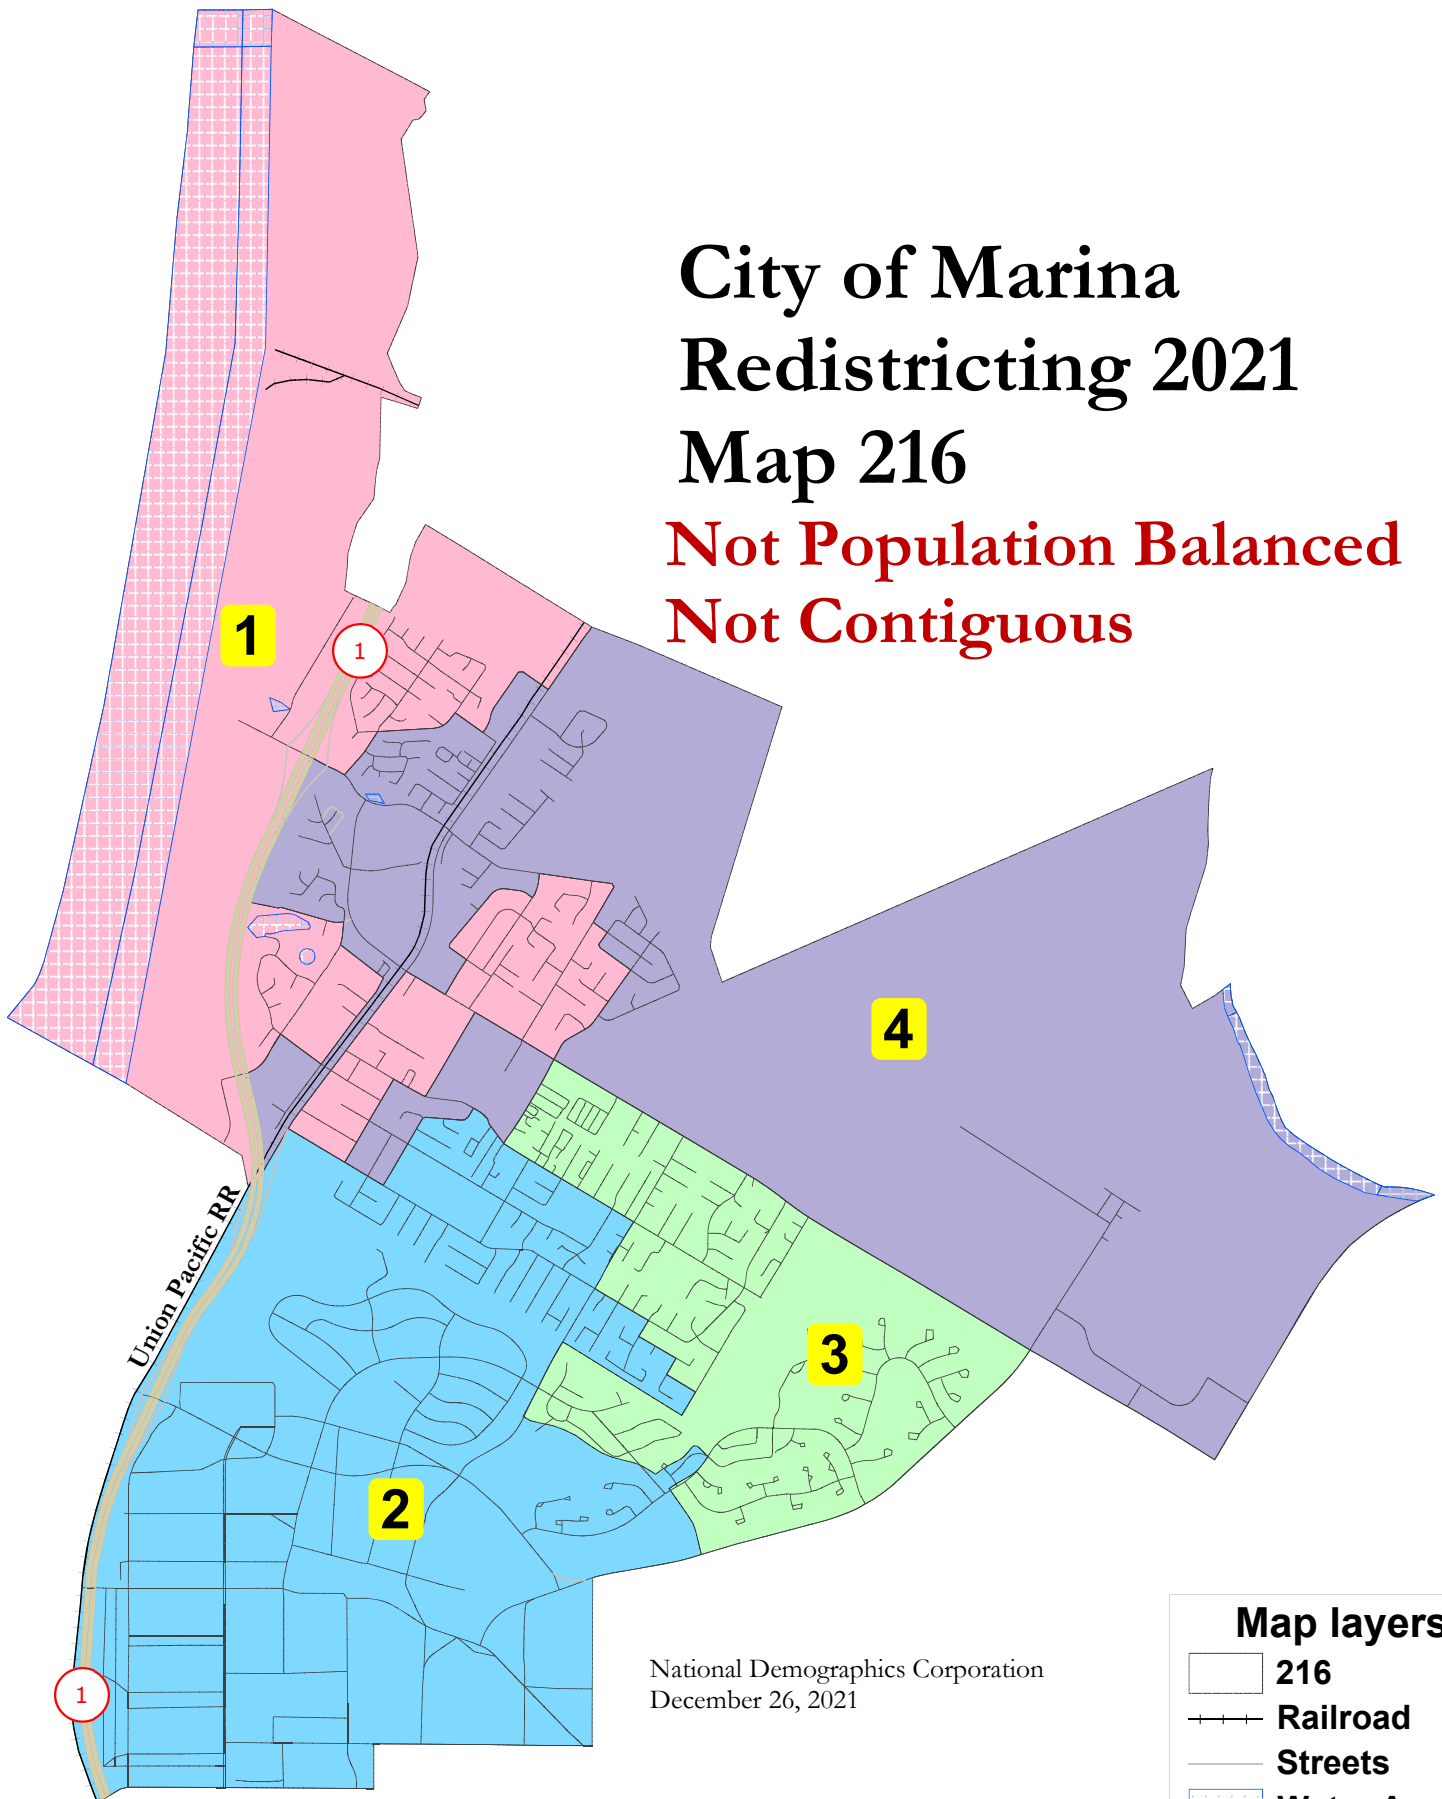 City of Marina
Redistricting 2021
Map 216
Not Population Balanced
Not Contiguous
1
1
4
Union Pacific RR
3
2
National Demographics Corporation
December 26, 2021
1
Map layers
216
Railroad
Streets